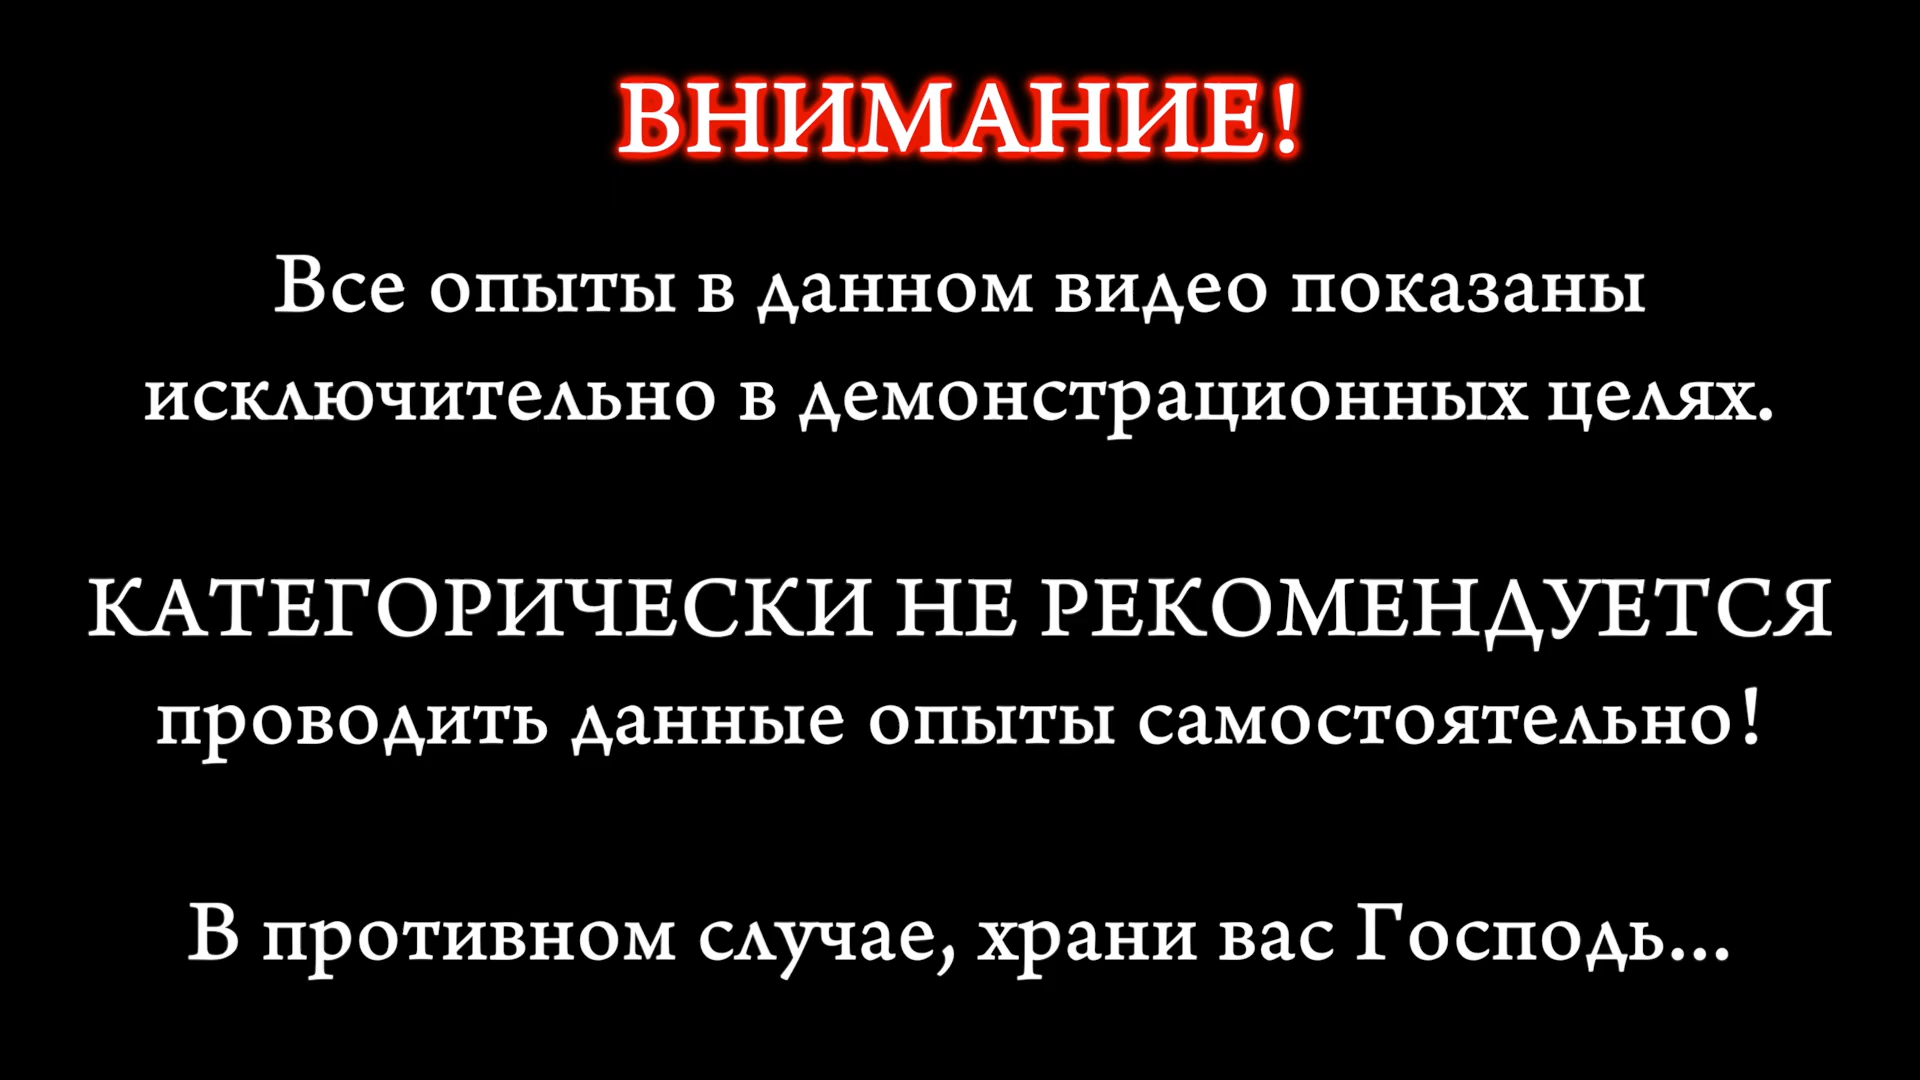 ВНИМАНИЕ!
Все опыты в данном видео показаны
исключительно в демонстрационных целях.
КАТЕГОРИЧЕСКИ НЕ РЕКОМЕНДУЕТСЯ
проводить данные опыты самостоятельно!
В противном случае, храни вас Господь...